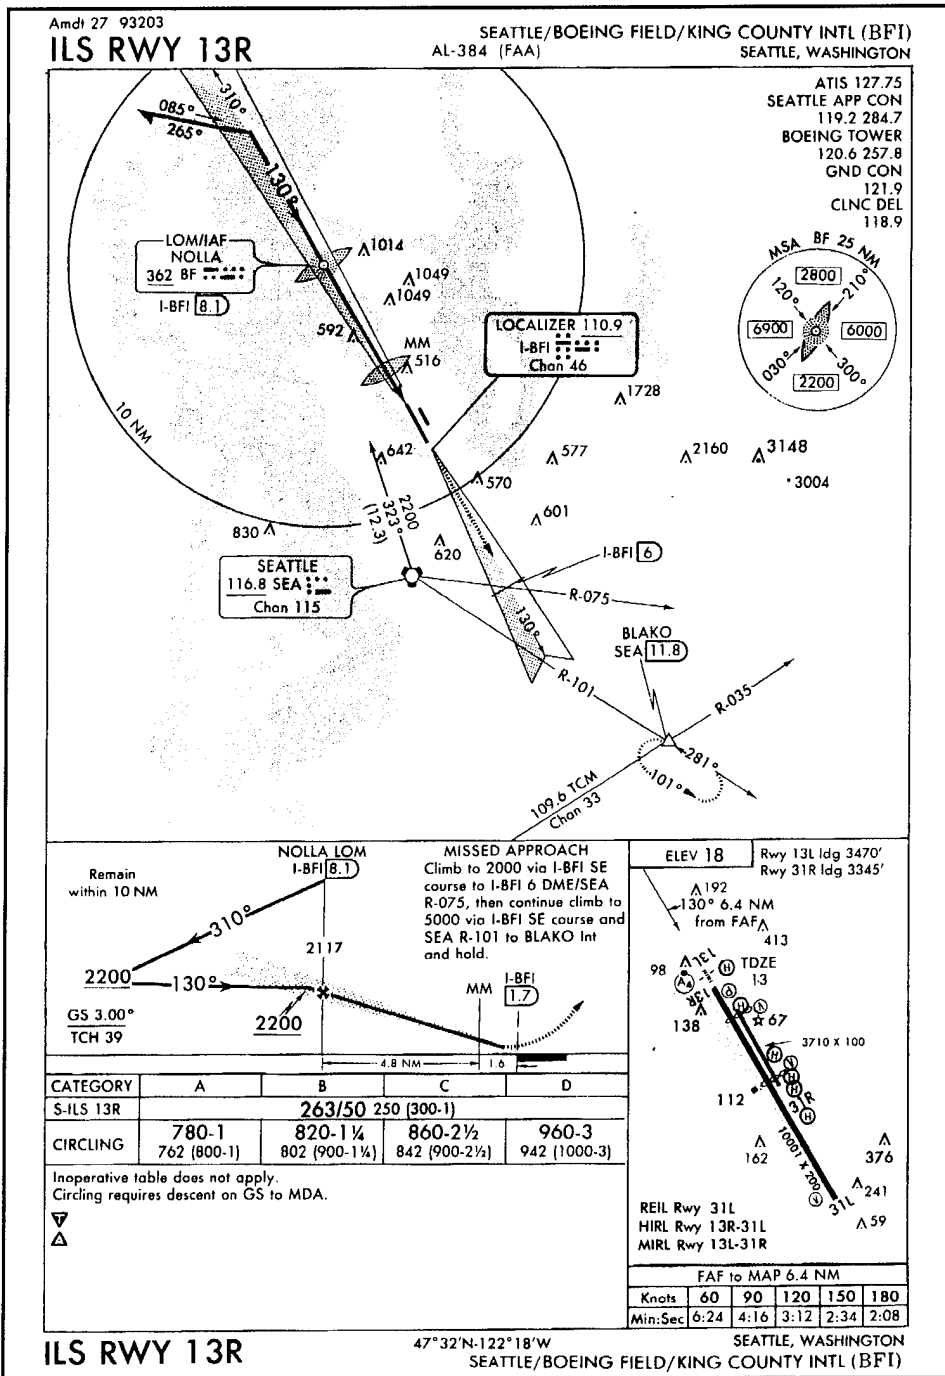 Amdt 27 93203
ILS RWY 13R
SEATTLE/BOEING FIELD/KING COUNTY INTL (BFI)
AL-384 (FAA)
SEATTLE, WASHINGTON
ATIS 127.75
SEATTLE APP CON
119.2 284.7
BOEING TOWER
120.6 257.8
GND CON
121.9
CLNC DEL
118.9
310°
085°
265°
130°
LOM/IAF
NOLLA
362 BF
I-BFI 8.1
1014
1049
1049
592
MM
516
LOCALIZER 110.9
I-BFI
Chan 46
MSA BF 25 NM
2800
120°
210°
6900
6000
030°
300°
2200
10 NM
1728
642
577
2160
3148
3004
570
2200
323°
(12.3)
601
830
620
SEATTLE
116.8 SEA
Chan 115
I-BFI 6
R-075
130°
BLAKO
SEA 11.8
R-101
R-035
281°
101°
109.6 TCM
Chan 33
Remain
within 10 NM
NOLLA LOM
I-BFI 8.1
310°
2117
2200
130°
2200
GS 3.00°
TCH 39
MISSED APPROACH
Climb to 2000 via I-BFI SE
course to I-BFI 6 DME/SEA
R-075, then continue climb to
5000 via I-BFI SE course and
SEA R-101 to BLAKO Int
and hold.
MM
I-BFI
1.7
4.8 NM
1.6
ELEV 18
Rwy 13L ldg 3470'
Rwy 31R ldg 3345'
192
130° 6.4 NM
from FAF
413
98
13L
TDZE
13
A
13R
138
67
3710 X 100
112
31R
10001 X 200
162
376
241
31L
59
REIL Rwy 31L
HIRL Rwy 13R-31L
MIRL Rwy 13L-31R
CATEGORY A B C D
S-ILS 13R 263/50 250 (300-1)
CIRCLING 780-1 820-1¼ 860-2½ 960-3
762 (800-1) 802 (900-1¼) 842 (900-2½) 942 (1000-3)
Inoperative table does not apply.
Circling requires descent on GS to MDA.
T
A
FAF to MAP 6.4 NM
Knots 60 90 120 150 180
Min:Sec 6:24 4:16 3:12 2:34 2:08
ILS RWY 13R
47°32'N-122°18'W
SEATTLE, WASHINGTON
SEATTLE/BOEING FIELD/KING COUNTY INTL (BFI)